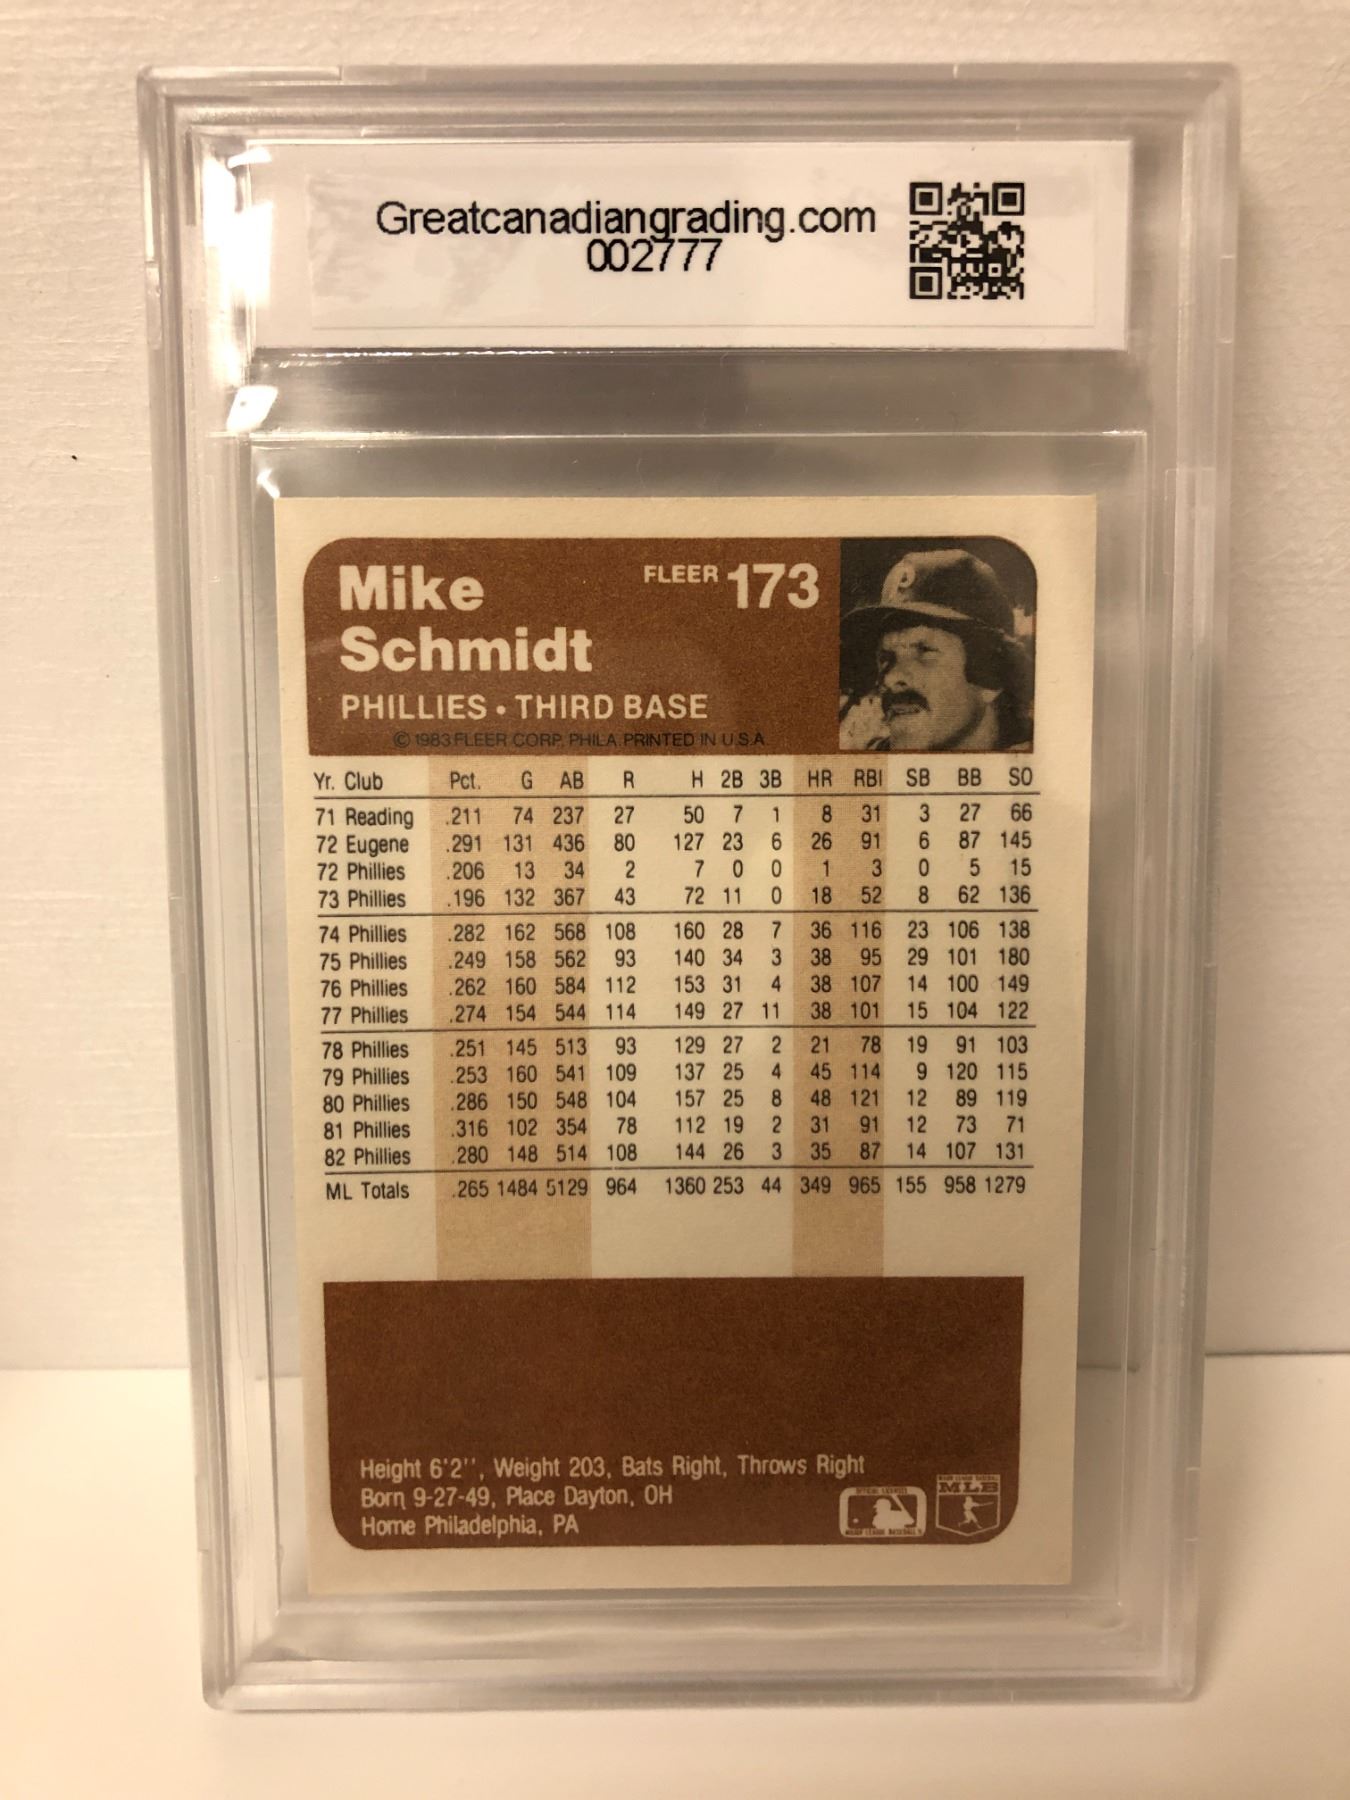 Greatcanadiangrading.com
002777
Mike
Schmidt
FLEER 173
PHILLIES • THIRD BASE
© 1983 FLEER CORP. PHILA. PRINTED IN U.S.A.
Yr. Club Pct. G AB R H 2B 3B HR RBI SB BB SO
71 Reading .211 74 237 27 50 7 1 8 31 3 27 66
72 Eugene .291 131 436 80 127 23 6 26 91 6 87 145
72 Phillies .206 13 34 2 7 0 0 1 3 0 5 15
73 Phillies .196 132 367 43 72 11 0 18 52 8 62 136
74 Phillies .282 162 568 108 160 28 7 36 116 23 106 138
75 Phillies .249 158 562 93 140 34 3 38 95 29 101 180
76 Phillies .262 160 584 112 153 31 4 38 107 14 100 149
77 Phillies .274 154 544 114 149 27 11 38 101 15 104 122
78 Phillies .251 145 513 93 129 27 2 21 78 19 91 103
79 Phillies .253 160 541 109 137 25 4 45 114 9 120 115
80 Phillies .286 150 548 104 157 25 8 48 121 12 89 119
81 Phillies .316 102 354 78 112 19 2 31 91 12 73 71
82 Phillies .280 148 514 108 144 26 3 35 87 14 107 131
ML Totals .265 1484 5129 964 1360 253 44 349 965 155 958 1279
Height 6'2'', Weight 203, Bats Right, Throws Right
Born 9-27-49, Place Dayton, OH
Home Philadelphia, PA
MLB